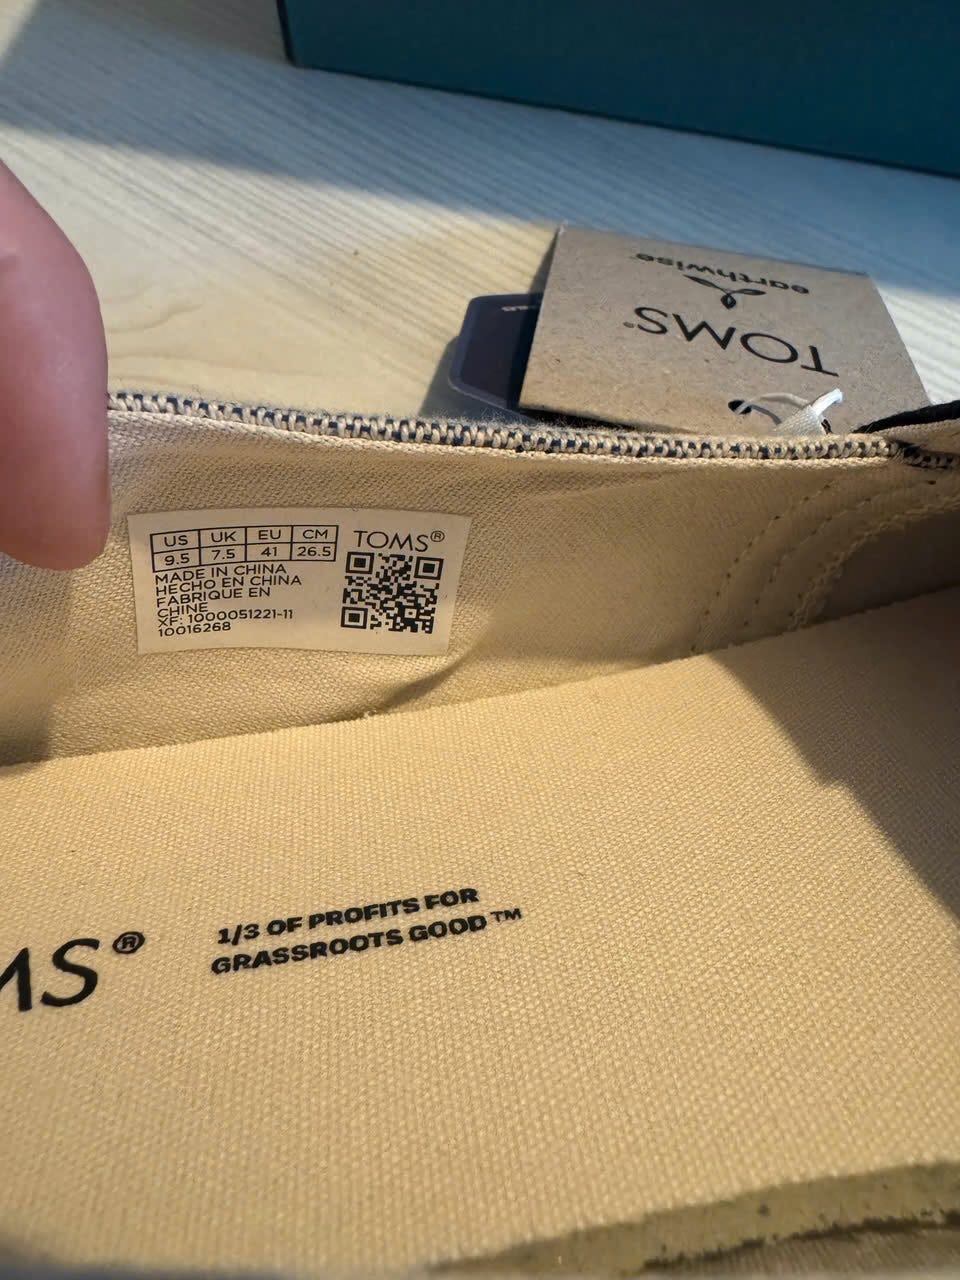 earthwise
TOMS®
US UK EU CM
9.5 7.5 41 26.5
TOMS®
MADE IN CHINA
HECHO EN CHINA
FABRIQUE EN
CHINE
XF: 1000051221-11
10016268
MS®
1/3 OF PROFITS FOR
GRASSROOTS GOOD™